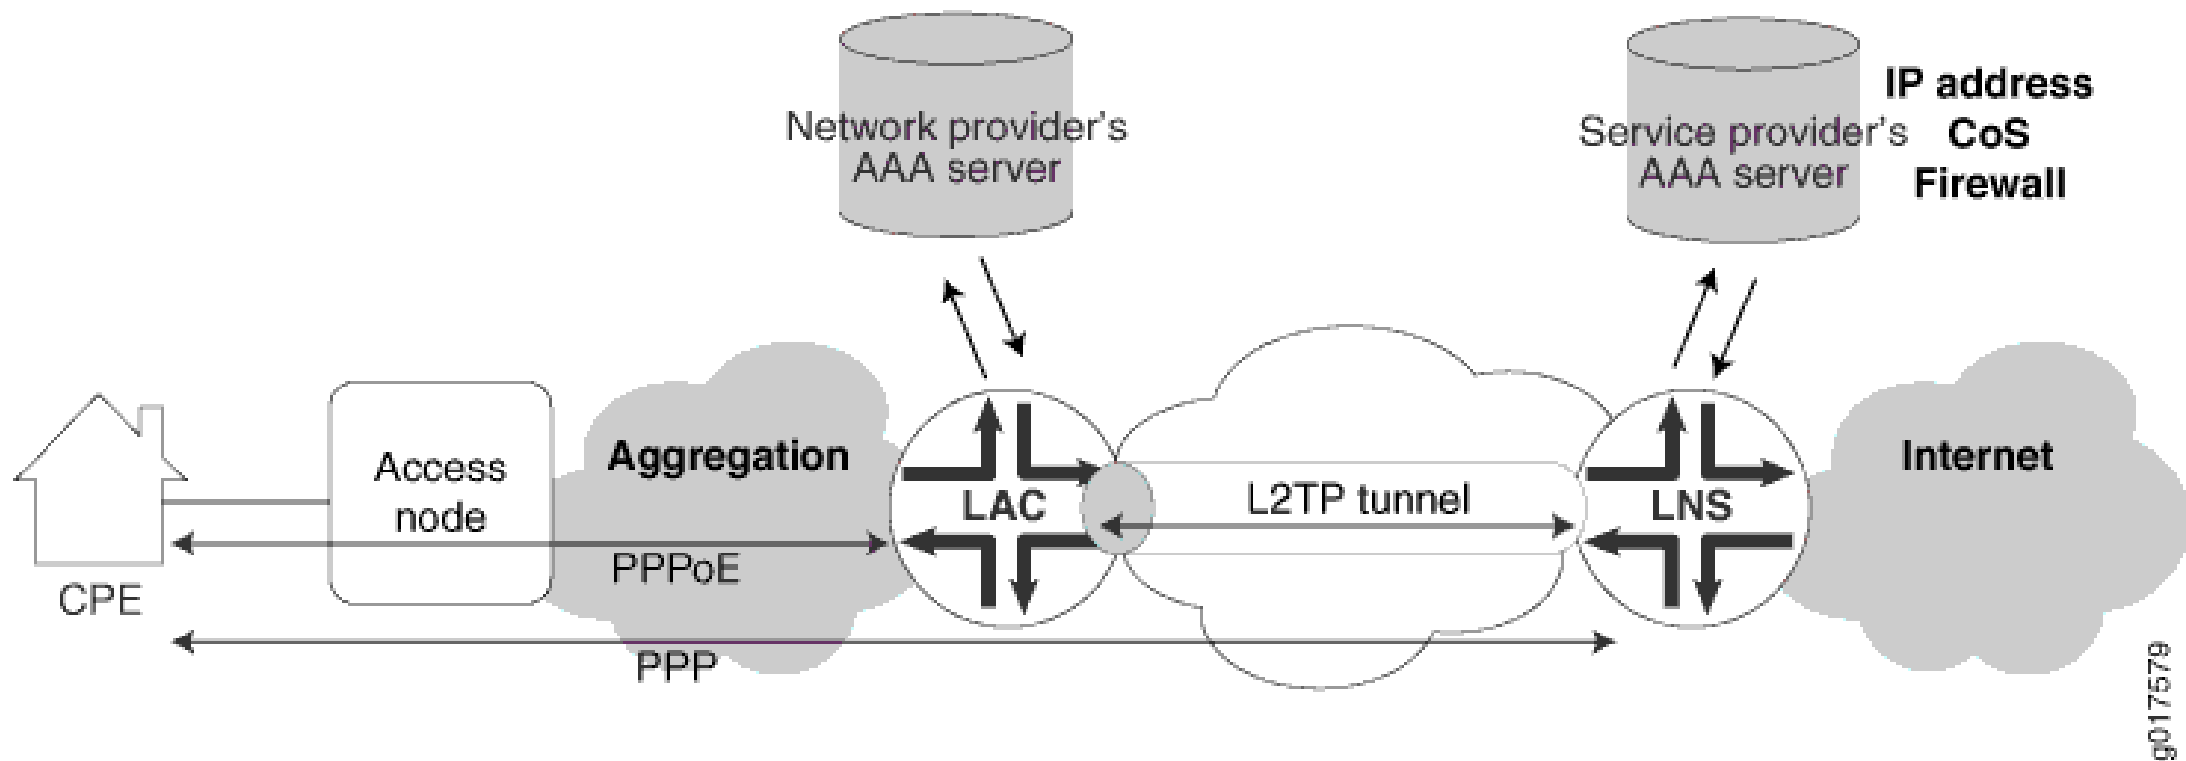 Network provider's
AAA server
Service provider's
AAA server
IP address
CoS
Firewall
Access
node
Aggregation
LAC
L2TP tunnel
LNS
Internet
PPPoE
CPE
PPP
g017579